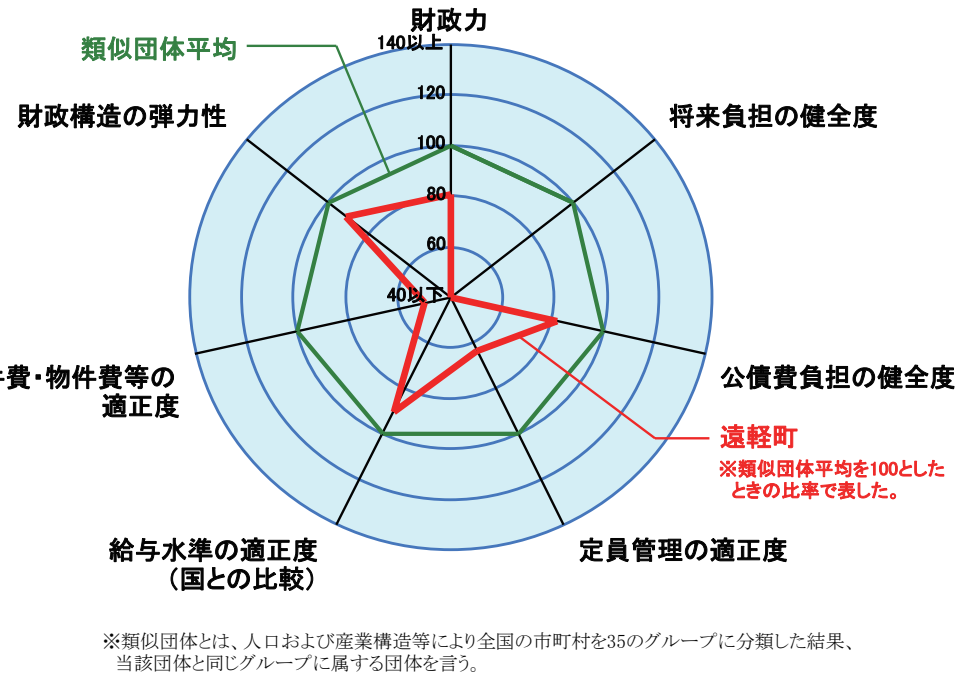 財政力
140以上
類似団体平均
120
財政構造の弾力性
将来負担の健全度
100
80
60
40以下
費・物件費等の
適正度
公債費負担の健全度
遠軽町
※類似団体平均を100とした
ときの比率で表した。
給与水準の適正度
（国との比較）
定員管理の適正度
※類似団体とは、人口および産業構造等により全国の市町村を35のグループに分類した結果、
当該団体と同じグループに属する団体を言う。